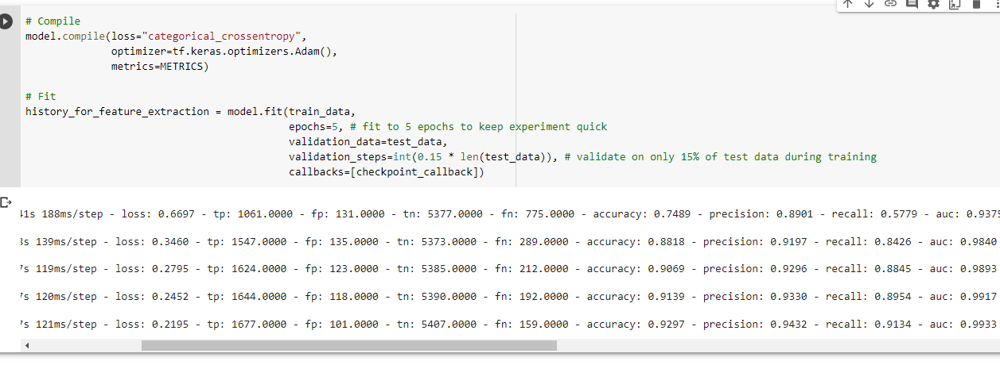 # Compile
model.compile(loss="categorical_crossentropy",
optimizer=tf.keras.optimizers.Adam(),
metrics=METRICS)
# Fit
history_for_feature_extraction = model.fit(train_data,
epochs=5, # fit to 5 epochs to keep experiment quick
validation_data=test_data,
validation_steps=int(0.15 * len(test_data)), # validate on only 15% of test data during training
callbacks=[checkpoint_callback])
1s 188ms/step - loss: 0.6697 - tp: 1061.0000 - fp: 131.0000 - tn: 5377.0000 - fn: 775.0000 - accuracy: 0.7489 - precision: 0.8901 - recall: 0.5779 - auc: 0.9375
s 139ms/step - loss: 0.3460 - tp: 1547.0000 - fp: 135.0000 - tn: 5373.0000 - fn: 289.0000 - accuracy: 0.8818 - precision: 0.9197 - recall: 0.8426 - auc: 0.9840
s 119ms/step - loss: 0.2795 - tp: 1624.0000 - fp: 123.0000 - tn: 5385.0000 - fn: 212.0000 - accuracy: 0.9069 - precision: 0.9296 - recall: 0.8845 - auc: 0.9893
s 120ms/step - loss: 0.2452 - tp: 1644.0000 - fp: 118.0000 - tn: 5390.0000 - fn: 192.0000 - accuracy: 0.9139 - precision: 0.9330 - recall: 0.8954 - auc: 0.9917
s 121ms/step - loss: 0.2195 - tp: 1677.0000 - fp: 101.0000 - tn: 5407.0000 - fn: 159.0000 - accuracy: 0.9297 - precision: 0.9432 - recall: 0.9134 - auc: 0.9933